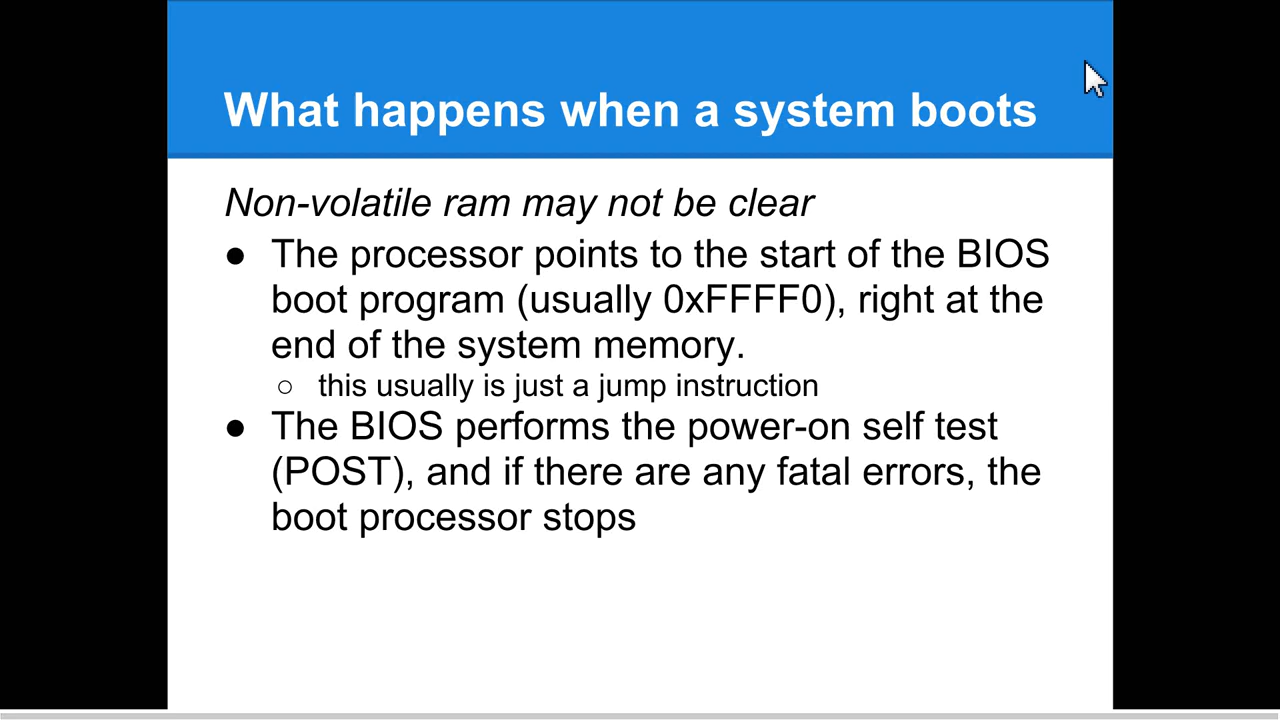 What happens when a system boots
Non-volatile ram may not be clear
● The processor points to the start of the BIOS
boot program (usually 0xFFFF0), right at the
end of the system memory.
○ this usually is just a jump instruction
● The BIOS performs the power-on self test
(POST), and if there are any fatal errors, the
boot processor stops